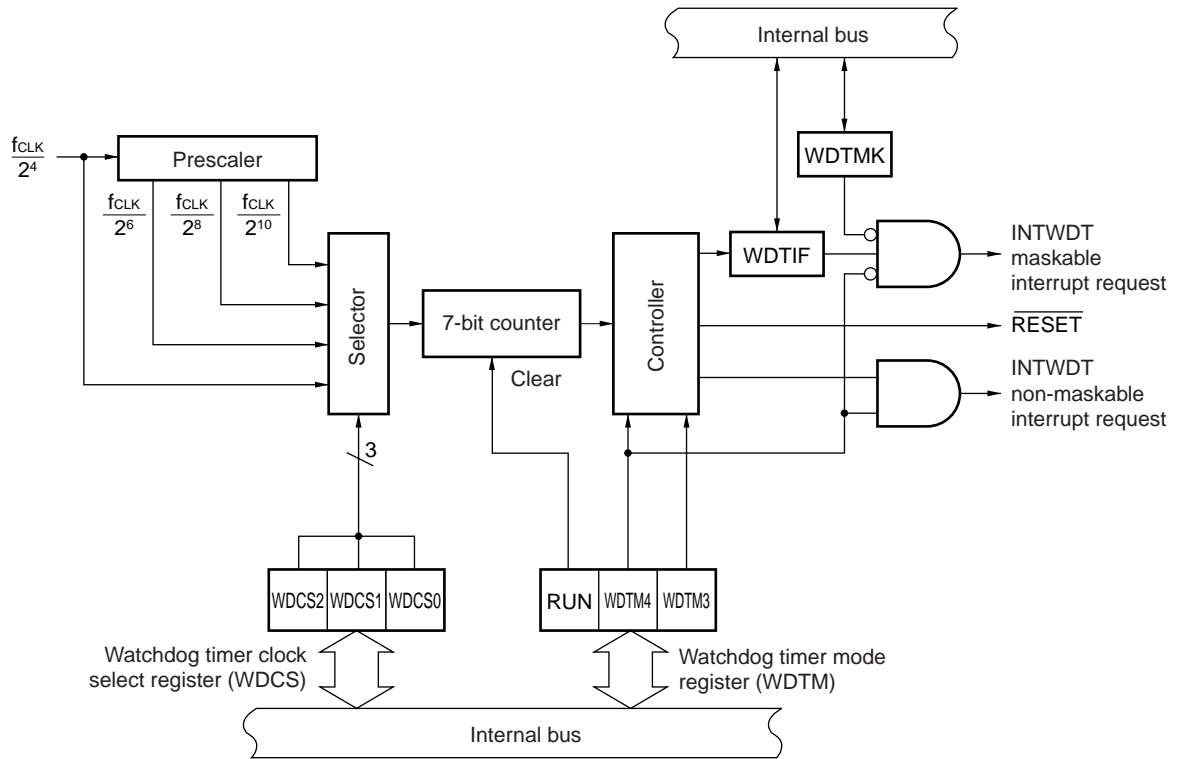 Internal bus
fCLK
2⁴
Prescaler
WDTMK
fCLK
2⁶
fCLK
2⁸
fCLK
2¹⁰
INTWDT
maskable
interrupt request
WDTIF
Selector
7-bit counter
Controller
RESET
Clear
INTWDT
non-maskable
interrupt request
3
WDCS2 WDCS1 WDCS0
RUN WDTM4 WDTM3
Watchdog timer clock
select register (WDCS)
Watchdog timer mode
register (WDTM)
Internal bus